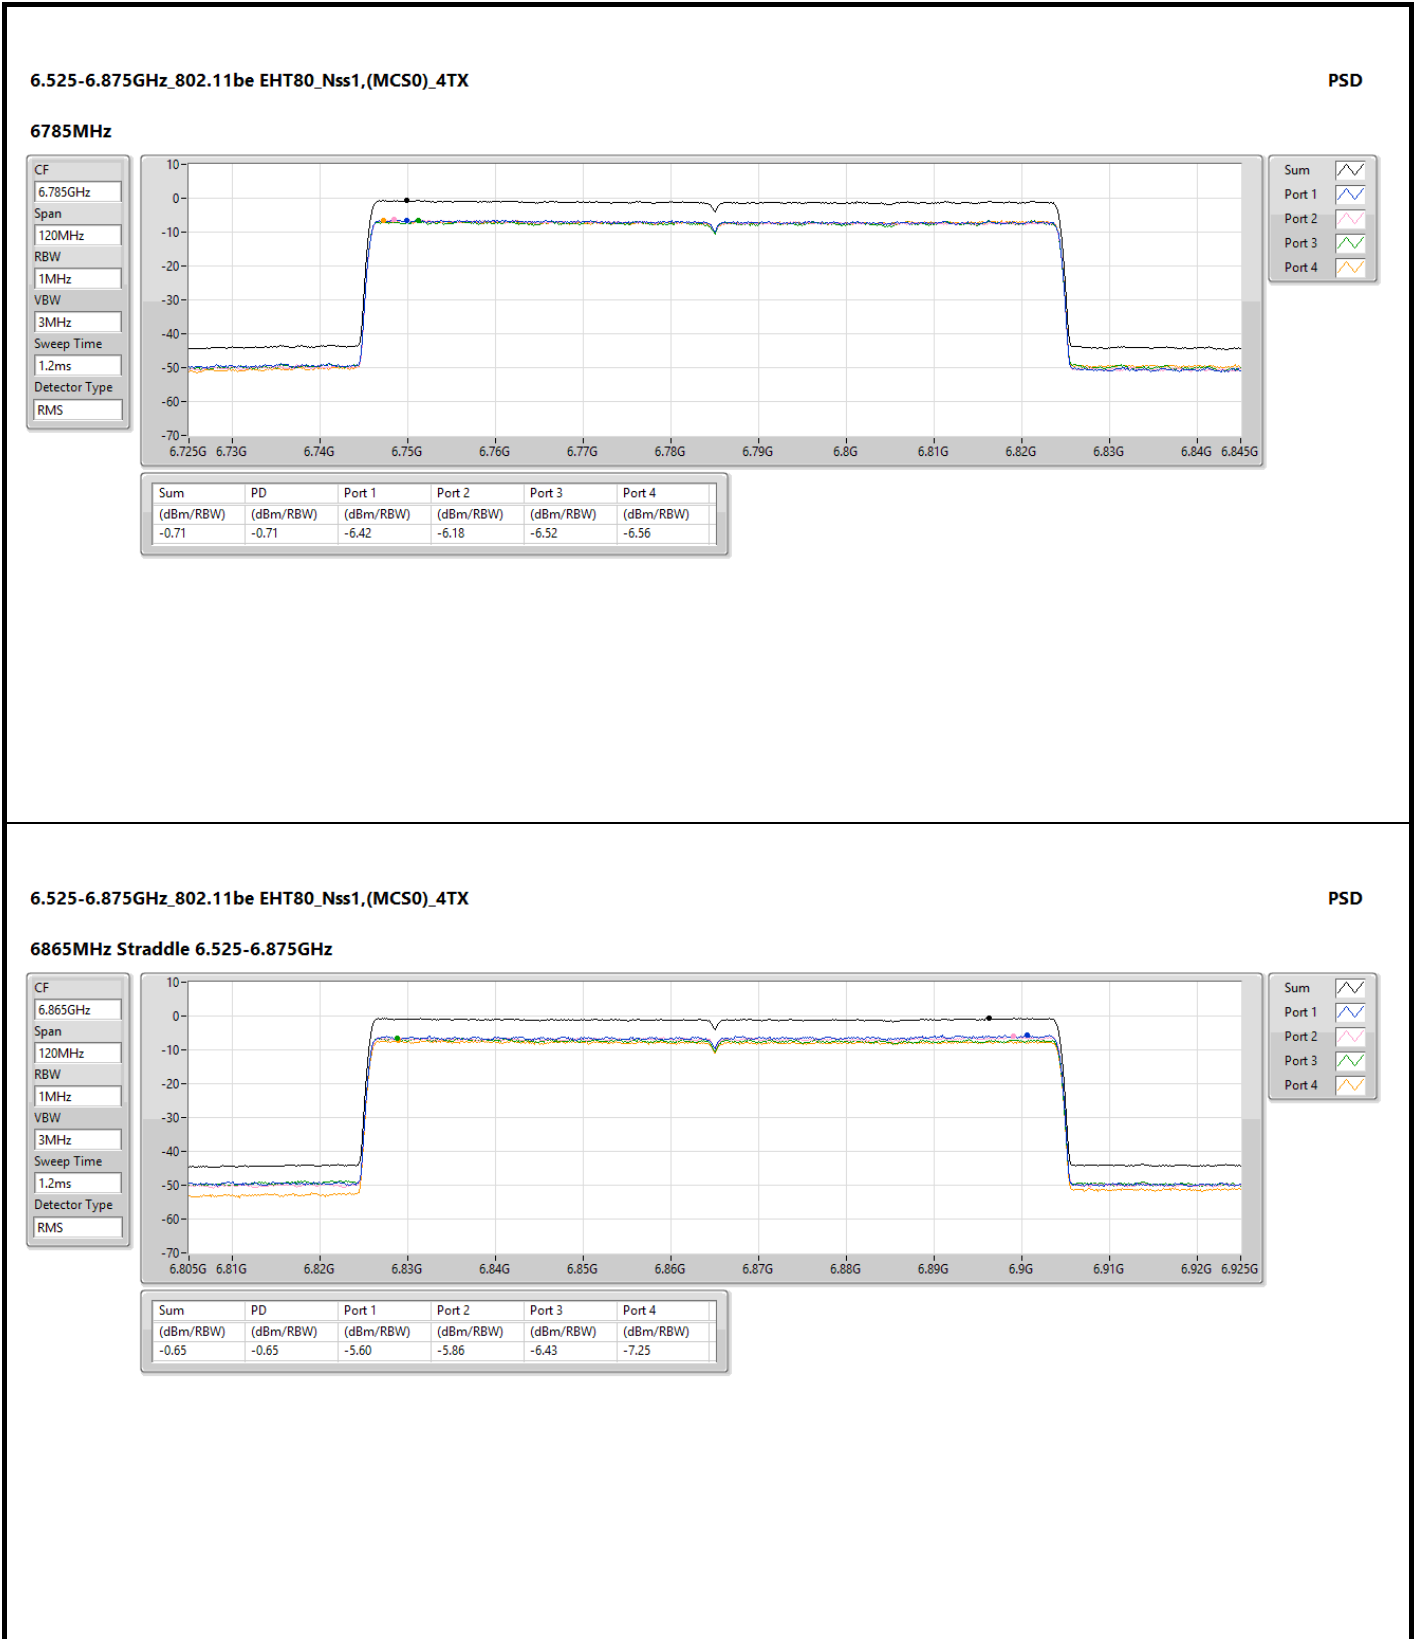 6.525-6.875GHz_802.11be EHT80_Nss1,(MCS0)_4TX PSD
6785MHz
CF
6.785GHz
Span
120MHz
RBW
1MHz
VBW
3MHz
Sweep Time
1.2ms
Detector Type
RMS
10
0
-10
-20
-30
-40
-50
-60
-70
6.725G 6.73G 6.74G 6.75G 6.76G 6.77G 6.78G 6.79G 6.8G 6.81G 6.82G 6.83G 6.84G 6.845G
Sum
Port 1
Port 2
Port 3
Port 4
Sum PD Port 1 Port 2 Port 3 Port 4
(dBm/RBW) (dBm/RBW) (dBm/RBW) (dBm/RBW) (dBm/RBW) (dBm/RBW)
-0.71 -0.71 -6.42 -6.18 -6.52 -6.56
6.525-6.875GHz_802.11be EHT80_Nss1,(MCS0)_4TX PSD
6865MHz Straddle 6.525-6.875GHz
CF
6.865GHz
Span
120MHz
RBW
1MHz
VBW
3MHz
Sweep Time
1.2ms
Detector Type
RMS
10
0
-10
-20
-30
-40
-50
-60
-70
6.805G 6.81G 6.82G 6.83G 6.84G 6.85G 6.86G 6.87G 6.88G 6.89G 6.9G 6.91G 6.92G 6.925G
Sum
Port 1
Port 2
Port 3
Port 4
Sum PD Port 1 Port 2 Port 3 Port 4
(dBm/RBW) (dBm/RBW) (dBm/RBW) (dBm/RBW) (dBm/RBW) (dBm/RBW)
-0.65 -0.65 -5.60 -5.86 -6.43 -7.25